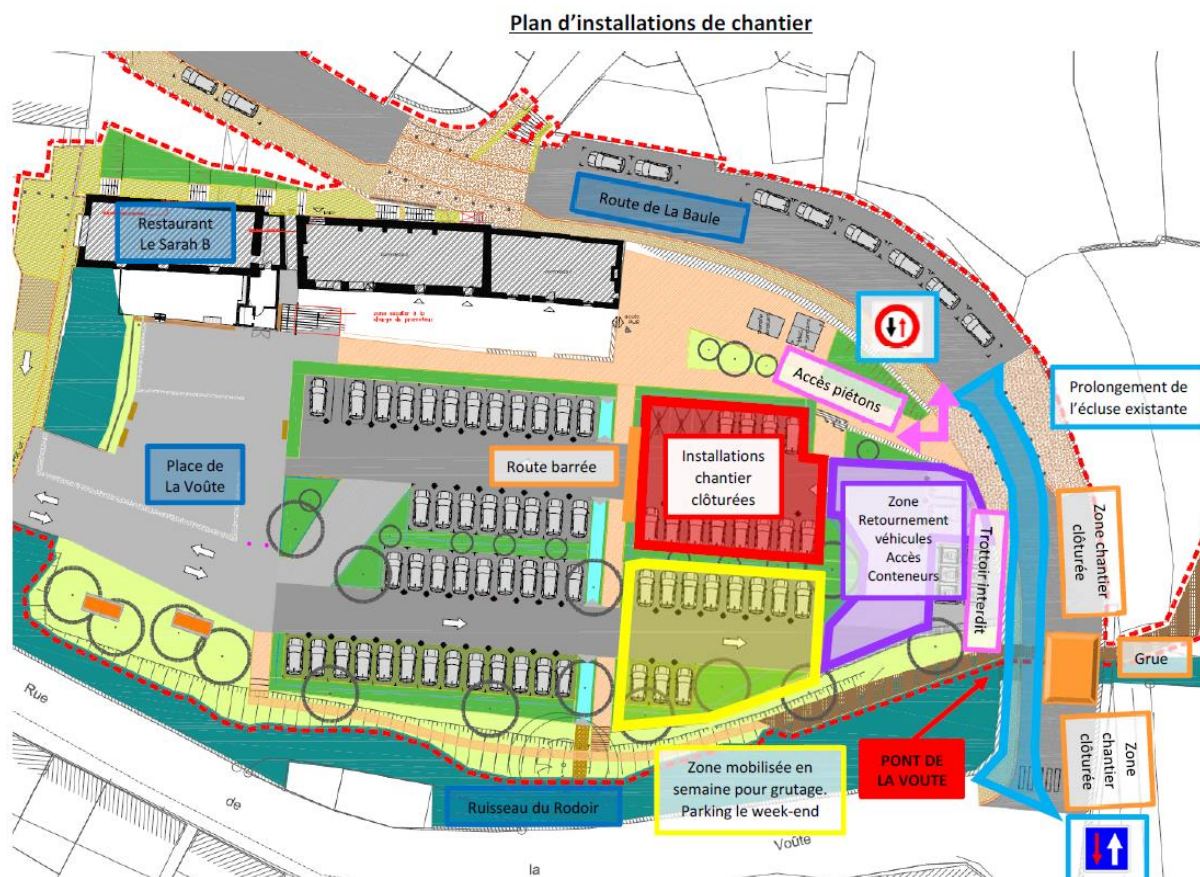 Plan d’installations de chantier
Route de La Baule
Restaurant
Le Sarah B
Accès piétons
Prolongement de
l’écluse existante
Place de
La Voûte
Route barrée
Installations
chantier
clôturées
Zone
Retournement
véhicules
Accès
Conteneurs
Trottoir interdit
Zone chantier
clôturée
Grue
Zone
chantier
clôturée
PONT DE
LA VOUTE
Zone mobilisée en
semaine pour grutage.
Parking le week-end
Ruisseau du Rodoir
Rue
de
la
Voûte